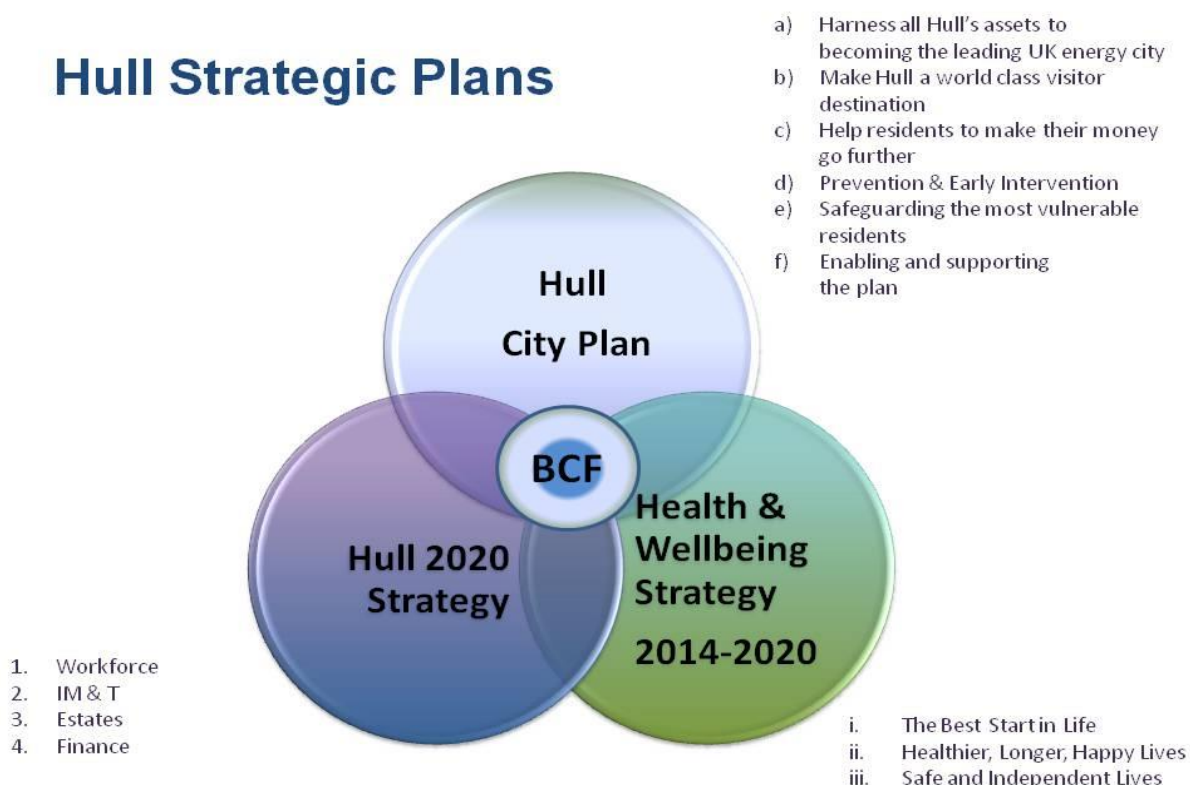 Hull Strategic Plans
a) Harness all Hull's assets to
becoming the leading UK energy city
b) Make Hull a world class visitor
destination
c) Help residents to make their money
go further
d) Prevention & Early Intervention
e) Safeguarding the most vulnerable
residents
f) Enabling and supporting
the plan
Hull
City Plan
BCF
Hull 2020
Strategy
Health &
Wellbeing
Strategy
2014-2020
1. Workforce
2. IM & T
3. Estates
4. Finance
i. The Best Start in Life
ii. Healthier, Longer, Happy Lives
iii. Safe and Independent Lives